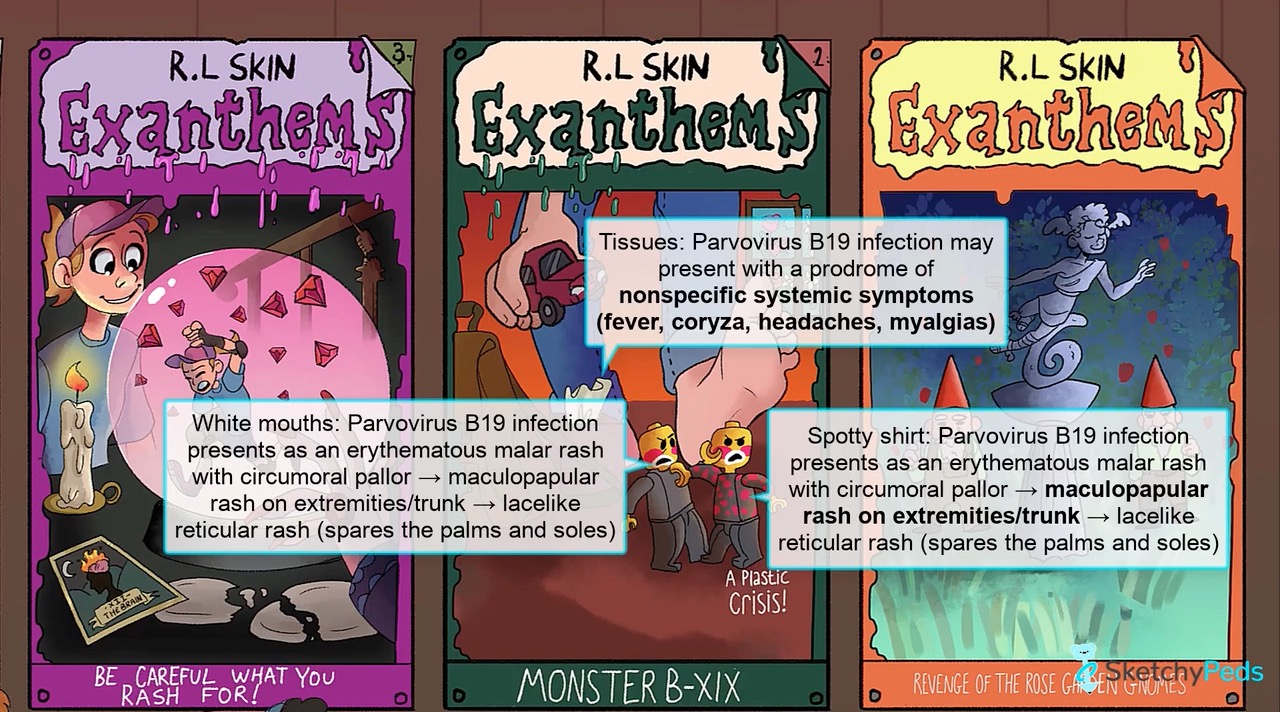 R.L SKIN
Exanthems
3
BE CAREFUL WHAT YOU
RASH FOR!
THE BRAIN
R.L SKIN
Exanthems
2
Tissues: Parvovirus B19 infection may
present with a prodrome of
nonspecific systemic symptoms
(fever, coryza, headaches, myalgias)
White mouths: Parvovirus B19 infection
presents as an erythematous malar rash
with circumoral pallor → maculopapular
rash on extremities/trunk → lacelike
reticular rash (spares the palms and soles)
A Plastic
Crisis!
MONSTER B-XIX
R.L SKIN
Exanthems
Spotty shirt: Parvovirus B19 infection
presents as an erythematous malar rash
with circumoral pallor → maculopapular
rash on extremities/trunk → lacelike
reticular rash (spares the palms and soles)
REVENGE OF THE ROSE GARDEN GNOMES
SketchyPeds